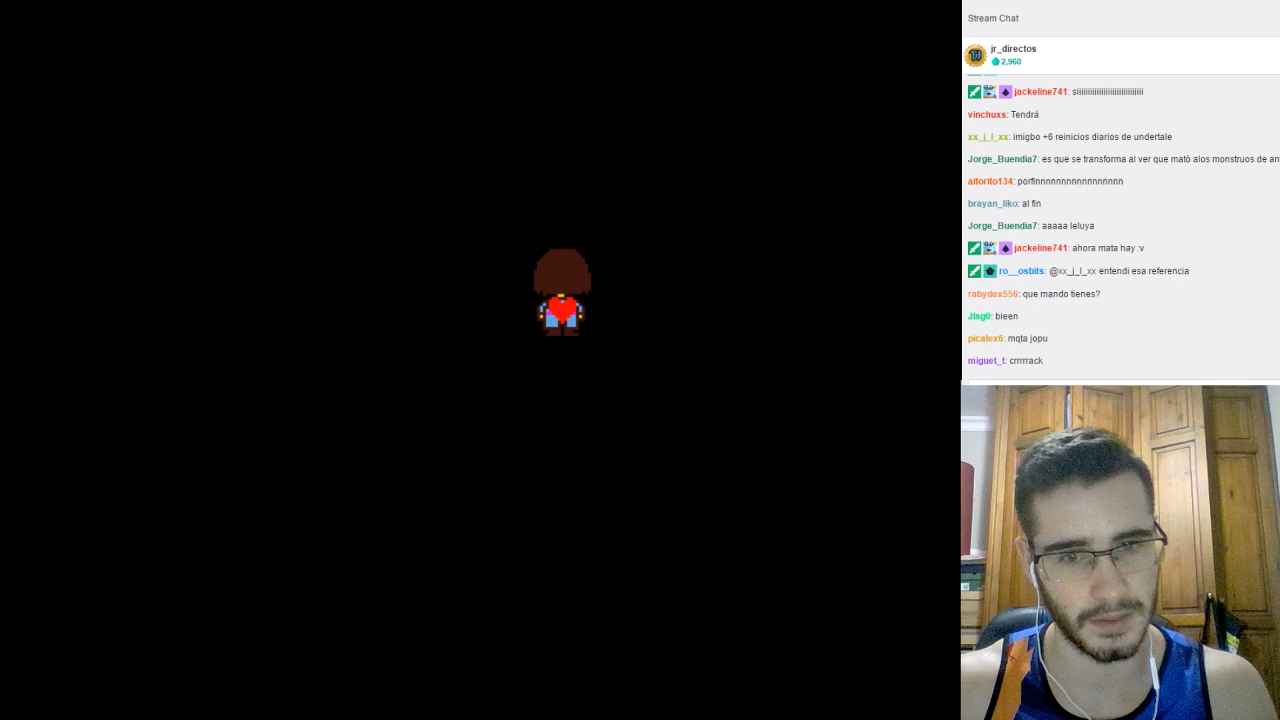 Stream Chat
jr_directos
2,960
jackeline741: siiiiiiiiiiiiiiiiiiiiiiiiiiiii
vinchuxs: Tendrá
xx_j_l_xx: imigbo +6 reinicios diarios de undertale
Jorge_Buendia7: es que se transforma al ver que mató alos monstruos de an
aitorito134: porfinnnnnnnnnnnnnnnnn
brayan_liko: al fin
Jorge_Buendia7: aaaaa leluya
jackeline741: ahora mata hay :v
ro__osbits: @xx_j_l_xx entendi esa referencia
rabydex556: que mando tienes?
Jlsg0: bieen
picalex6: mqta jopu
miguet_t: crrrrrack